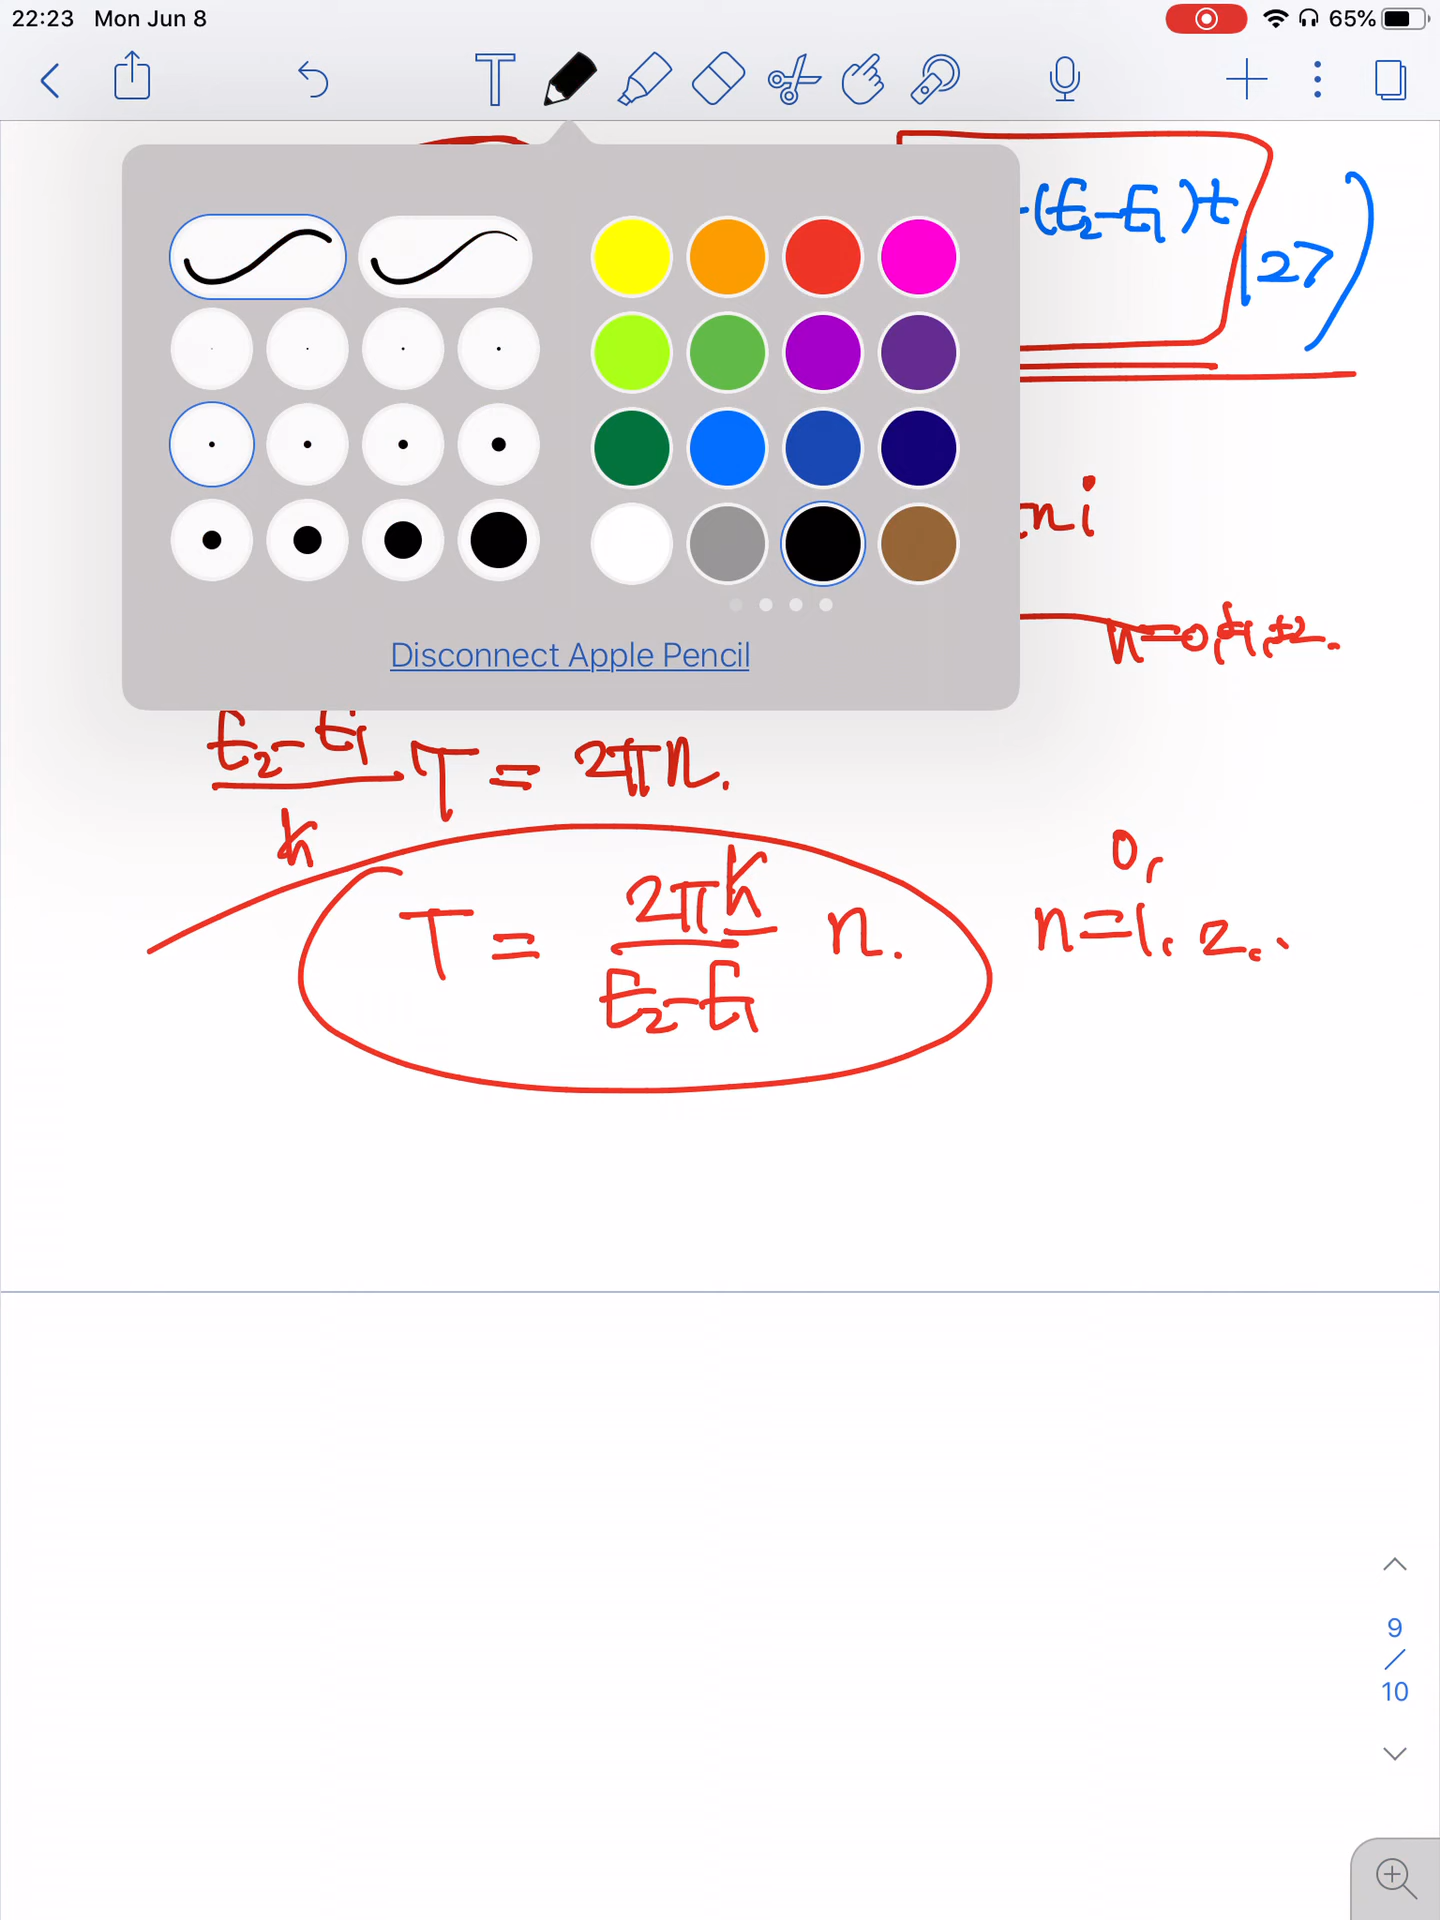 22:23 Mon Jun 8 65%
T
-(E₂-E₁)t
|2>)
ni
n=0,±1,±2.
Disconnect Apple Pencil
E₂-E₁/ħ T = 2πn.
T = 2πħ/E₂-E₁ n.
0,
n=1, 2,..
9
/
10